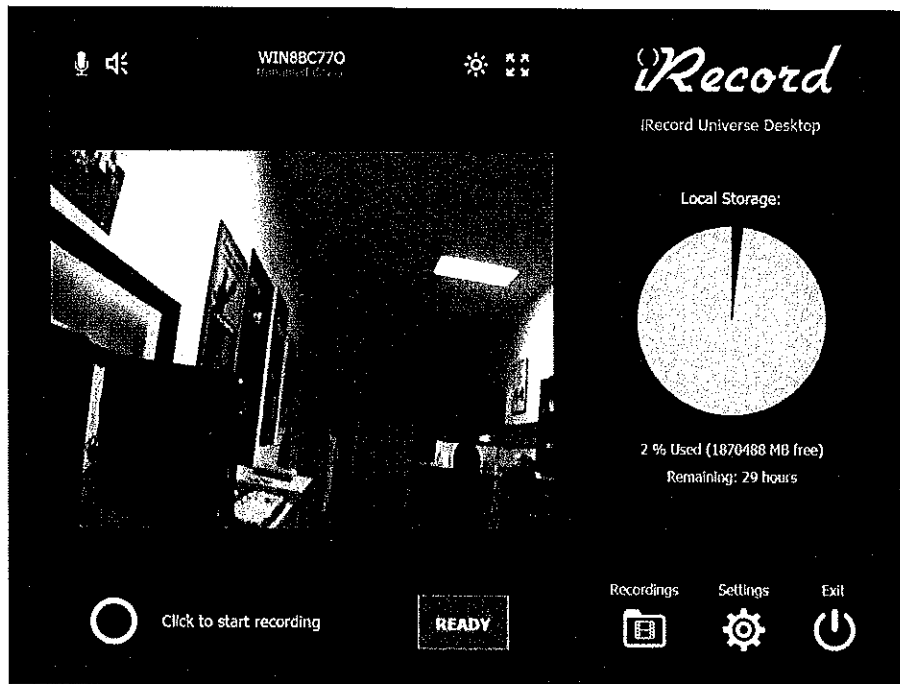 WIN8BC77O
iRecord
iRecord Universe Desktop
Local Storage:
2 % Used (1870488 MB free)
Remaining: 29 hours
Click to start recording
READY
Recordings
Settings
Exit